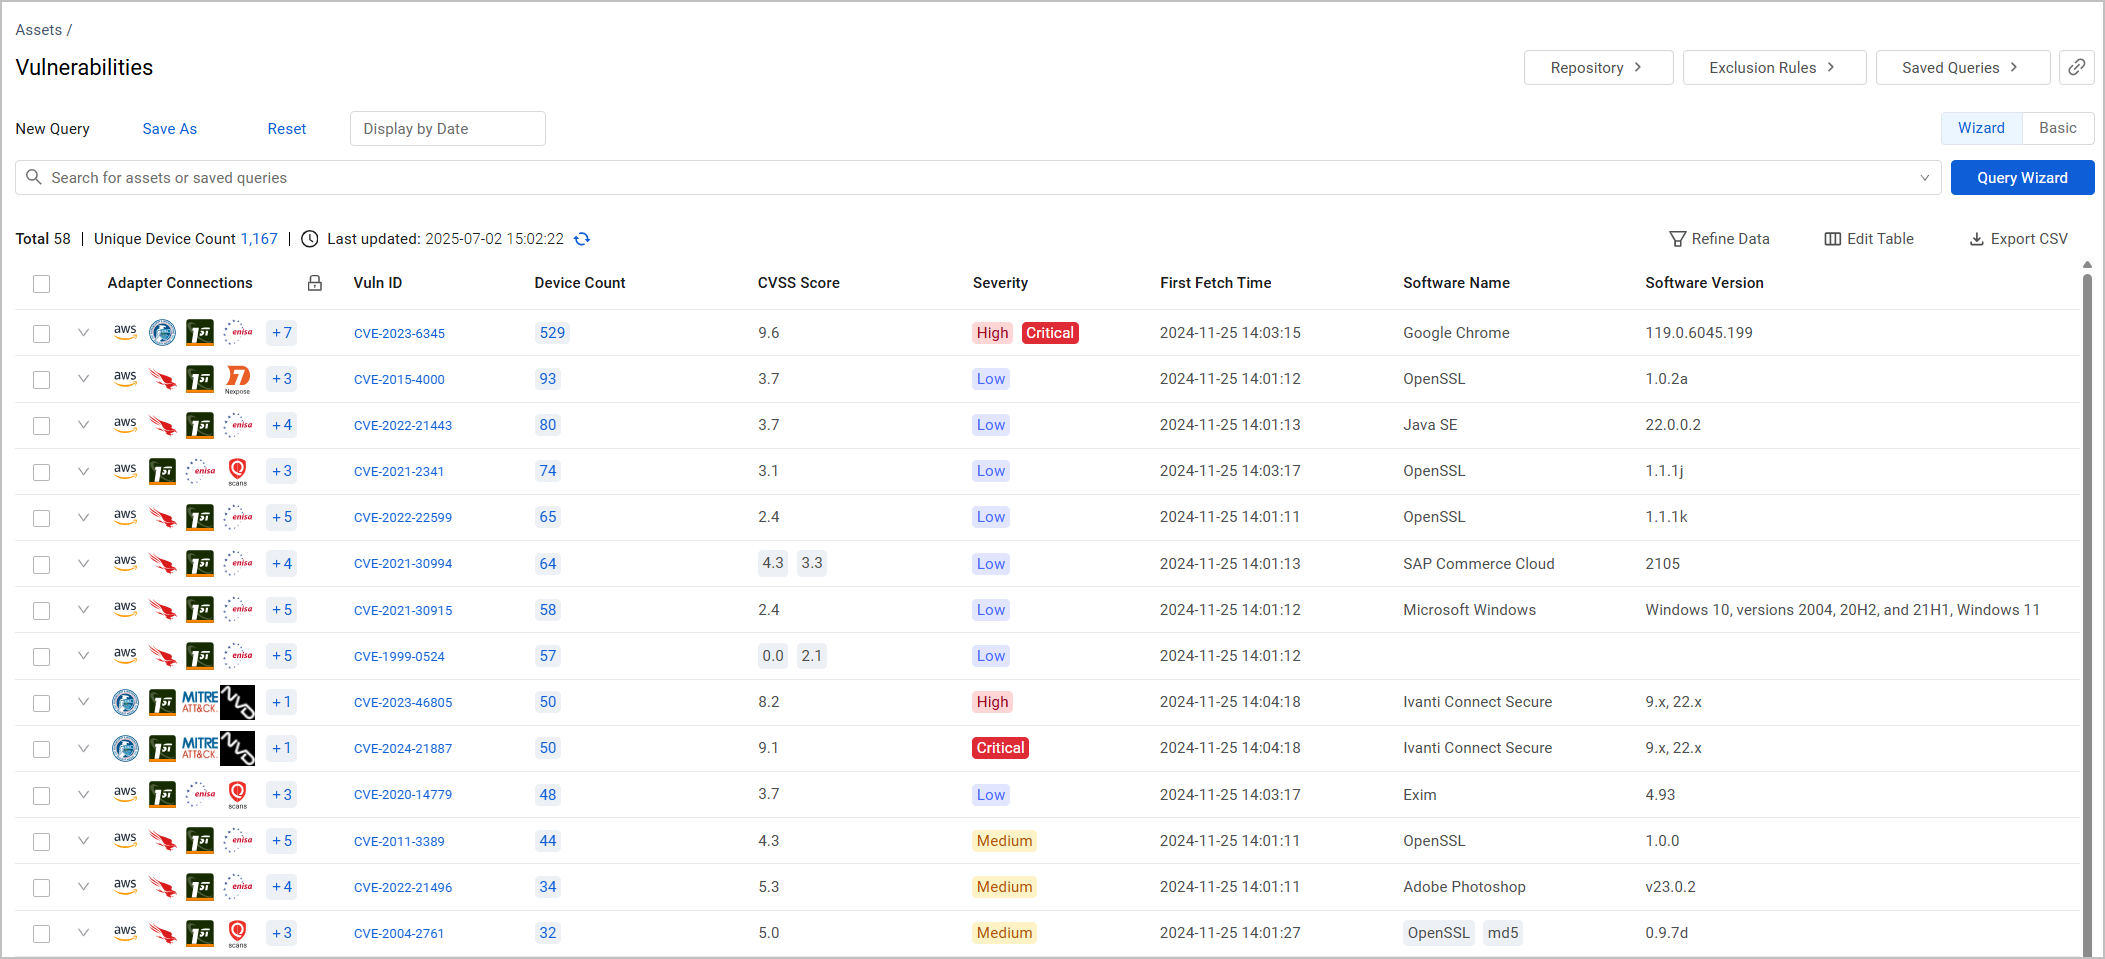 Assets /
Vulnerabilities
Repository
Exclusion Rules
Saved Queries
New Query Save As Reset Display by Date Wizard Basic
Search for assets or saved queries Query Wizard
Total 58 | Unique Device Count 1,167 | Last updated: 2025-07-02 15:02:22 Refine Data Edit Table Export CSV
Adapter Connections Vuln ID Device Count CVSS Score Severity First Fetch Time Software Name Software Version
aws 1ST enisa +7 CVE-2023-6345 529 9.6 High Critical 2024-11-25 14:03:15 Google Chrome 119.0.6045.199
aws 1ST 7 Nexpose +3 CVE-2015-4000 93 3.7 Low 2024-11-25 14:01:12 OpenSSL 1.0.2a
aws 1ST enisa +4 CVE-2022-21443 80 3.7 Low 2024-11-25 14:01:13 Java SE 22.0.0.2
aws 1ST enisa scans +3 CVE-2021-2341 74 3.1 Low 2024-11-25 14:03:17 OpenSSL 1.1.1j
aws 1ST enisa +5 CVE-2022-22599 65 2.4 Low 2024-11-25 14:01:11 OpenSSL 1.1.1k
aws 1ST enisa +4 CVE-2021-30994 64 4.3 3.3 Low 2024-11-25 14:01:13 SAP Commerce Cloud 2105
aws 1ST enisa +5 CVE-2021-30915 58 2.4 Low 2024-11-25 14:01:12 Microsoft Windows Windows 10, versions 2004, 20H2, and 21H1, Windows 11
aws 1ST enisa +5 CVE-1999-0524 57 0.0 2.1 Low 2024-11-25 14:01:12
1ST MITRE ATT&CK. NVD +1 CVE-2023-46805 50 8.2 High 2024-11-25 14:04:18 Ivanti Connect Secure 9.x, 22.x
1ST MITRE ATT&CK. NVD +1 CVE-2024-21887 50 9.1 Critical 2024-11-25 14:04:18 Ivanti Connect Secure 9.x, 22.x
aws 1ST enisa scans +3 CVE-2020-14779 48 3.7 Low 2024-11-25 14:03:17 Exim 4.93
aws 1ST enisa +5 CVE-2011-3389 44 4.3 Medium 2024-11-25 14:01:11 OpenSSL 1.0.0
aws 1ST enisa +4 CVE-2022-21496 34 5.3 Medium 2024-11-25 14:01:11 Adobe Photoshop v23.0.2
aws 1ST scans +3 CVE-2004-2761 32 5.0 Medium 2024-11-25 14:01:27 OpenSSL md5 0.9.7d